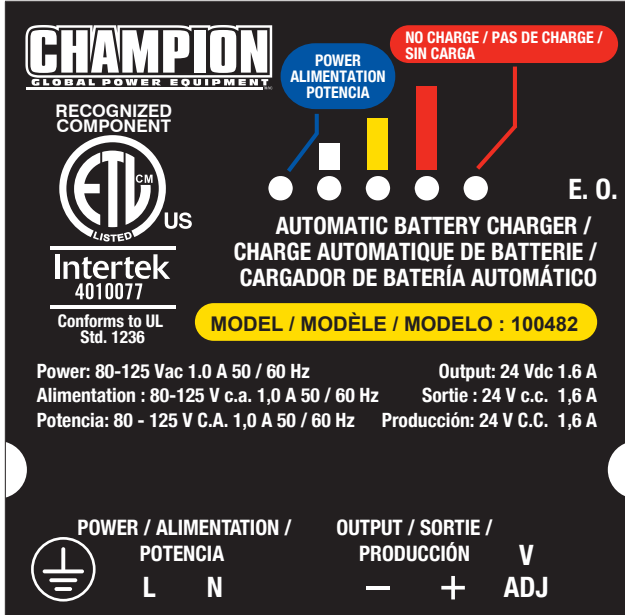 CHAMPION
GLOBAL POWER EQUIPMENT
POWER
ALIMENTATION
POTENCIA
NO CHARGE / PAS DE CHARGE /
SIN CARGA
RECOGNIZED
COMPONENT
ETL CM
LISTED
US
Intertek
4010077
Conforms to UL
Std. 1236
E. O.
AUTOMATIC BATTERY CHARGER /
CHARGE AUTOMATIQUE DE BATTERIE /
CARGADOR DE BATERÍA AUTOMÁTICO
MODEL / MODÈLE / MODELO : 100482
Power: 80-125 Vac 1.0 A 50 / 60 Hz
Output: 24 Vdc 1.6 A
Alimentation : 80-125 V c.a. 1,0 A 50 / 60 Hz
Sortie : 24 V c.c. 1,6 A
Potencia: 80 - 125 V C.A. 1,0 A 50 / 60 Hz
Producción: 24 V C.C. 1,6 A
POWER / ALIMENTATION /
POTENCIA
L N
OUTPUT / SORTIE /
PRODUCCIÓN
− +
V
ADJ